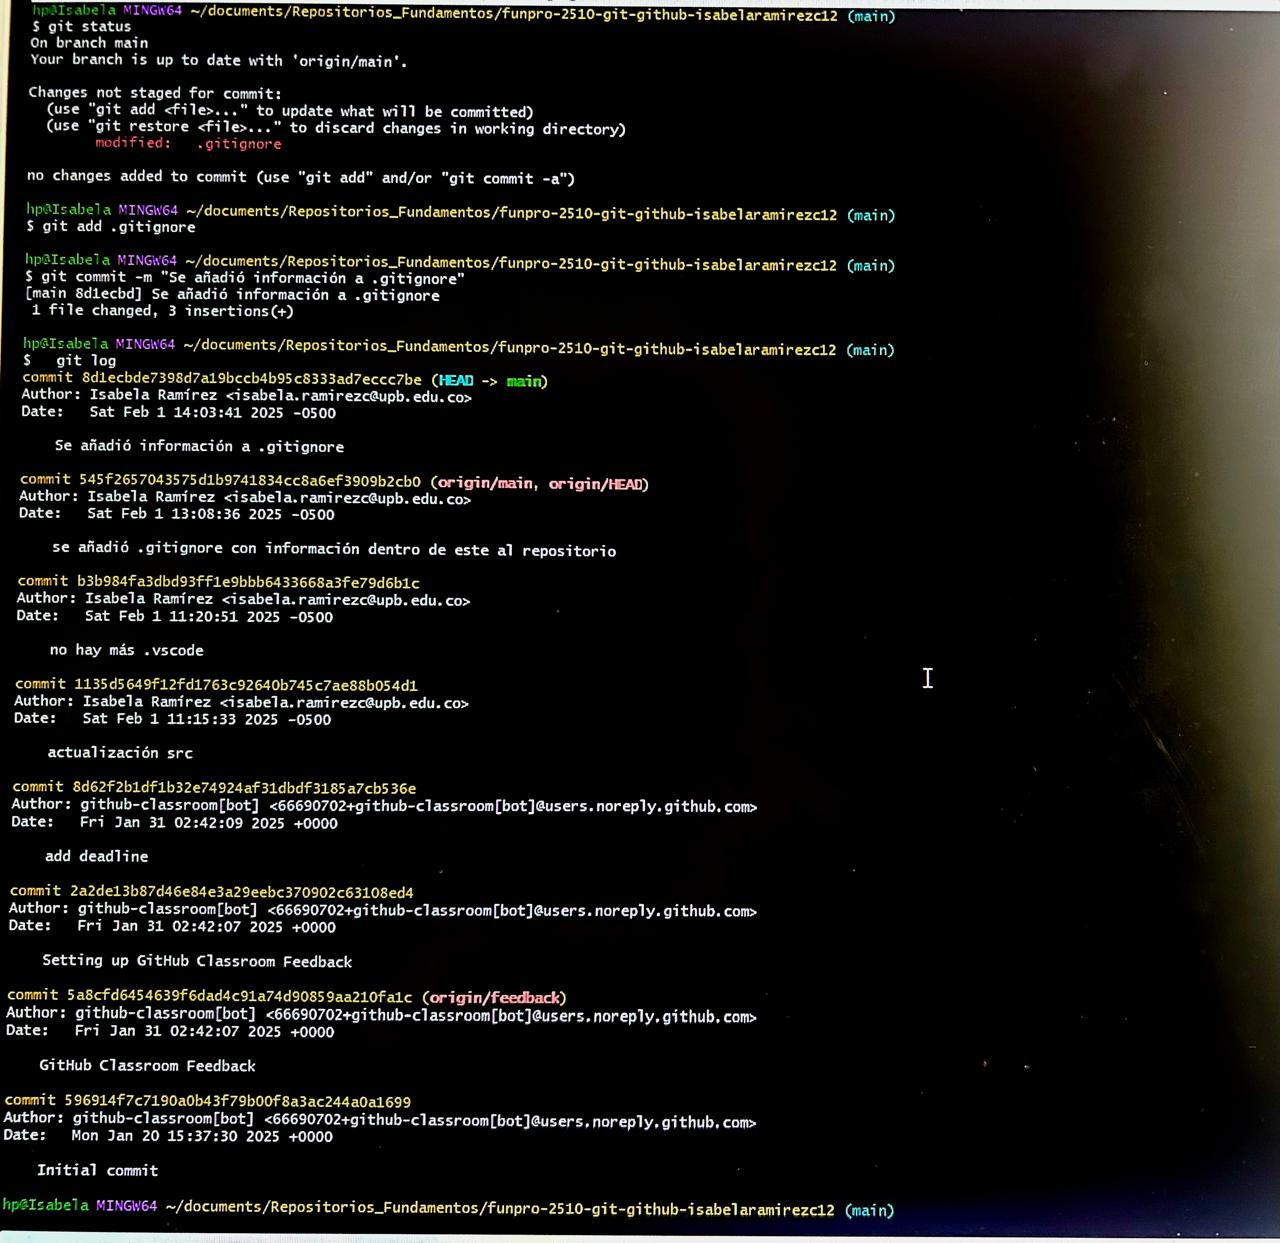 hp@Isabela MINGW64 ~/documents/Repositorios_Fundamentos/funpro-2510-git-github-isabelaramirezc12 (main)
$ git status
On branch main
Your branch is up to date with 'origin/main'.
Changes not staged for commit:
(use "git add <file>..." to update what will be committed)
(use "git restore <file>..." to discard changes in working directory)
modified: .gitignore
no changes added to commit (use "git add" and/or "git commit -a")
hp@Isabela MINGW64 ~/documents/Repositorios_Fundamentos/funpro-2510-git-github-isabelaramirezc12 (main)
$ git add .gitignore
hp@Isabela MINGW64 ~/documents/Repositorios_Fundamentos/funpro-2510-git-github-isabelaramirezc12 (main)
$ git commit -m "Se añadió información a .gitignore"
[main 8d1ecbd] Se añadió información a .gitignore
1 file changed, 3 insertions(+)
hp@Isabela MINGW64 ~/documents/Repositorios_Fundamentos/funpro-2510-git-github-isabelaramirezc12 (main)
$ git log
commit 8d1ecbde7398d7a19bccb4b95c8333ad7eccc7be (HEAD -> main)
Author: Isabela Ramírez <isabela.ramirezc@upb.edu.co>
Date: Sat Feb 1 14:03:41 2025 -0500
Se añadió información a .gitignore
commit 545f2657043575d1b9741834cc8a6ef3909b2cb0 (origin/main, origin/HEAD)
Author: Isabela Ramírez <isabela.ramirezc@upb.edu.co>
Date: Sat Feb 1 13:08:36 2025 -0500
se añadió .gitignore con información dentro de este al repositorio
commit b3b984fa3dbd93ff1e9bbb6433668a3fe79d6b1c
Author: Isabela Ramírez <isabela.ramirezc@upb.edu.co>
Date: Sat Feb 1 11:20:51 2025 -0500
no hay más .vscode
commit 1135d5649f12fd1763c92640b745c7ae88b054d1
Author: Isabela Ramírez <isabela.ramirezc@upb.edu.co>
Date: Sat Feb 1 11:15:33 2025 -0500
actualización src
commit 8d62f2b1df1b32e74924af31dbdf3185a7cb536e
Author: github-classroom[bot] <66690702+github-classroom[bot]@users.noreply.github.com>
Date: Fri Jan 31 02:42:09 2025 +0000
add deadline
commit 2a2de13b87d46e84e3a29eebc370902c63108ed4
Author: github-classroom[bot] <66690702+github-classroom[bot]@users.noreply.github.com>
Date: Fri Jan 31 02:42:07 2025 +0000
Setting up GitHub Classroom Feedback
commit 5a8cfd6454639f6dad4c91a74d90859aa210fa1c (origin/feedback)
Author: github-classroom[bot] <66690702+github-classroom[bot]@users.noreply.github.com>
Date: Fri Jan 31 02:42:07 2025 +0000
GitHub Classroom Feedback
commit 596914f7c7190a0b43f79b00f8a3ac244a0a1699
Author: github-classroom[bot] <66690702+github-classroom[bot]@users.noreply.github.com>
Date: Mon Jan 20 15:37:30 2025 +0000
Initial commit
hp@Isabela MINGW64 ~/documents/Repositorios_Fundamentos/funpro-2510-git-github-isabelaramirezc12 (main)